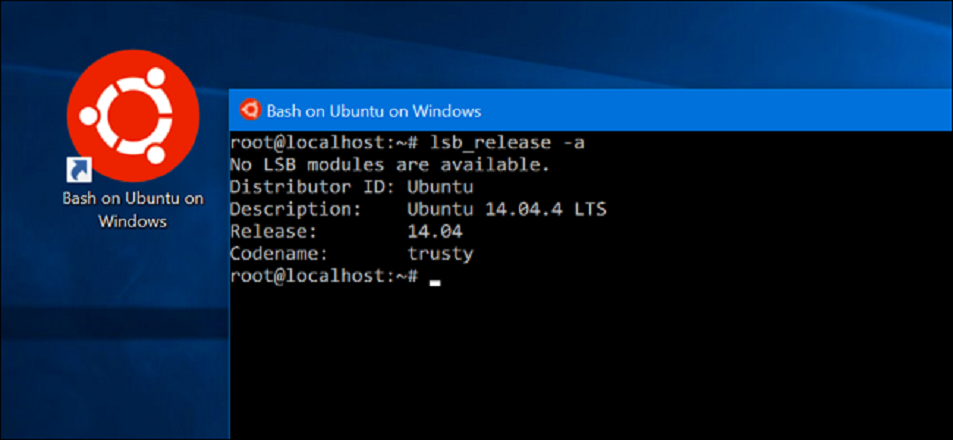 Bash on Ubuntu on
Windows
Bash on Ubuntu on Windows
root@localhost:~# lsb_release -a
No LSB modules are available.
Distributor ID: Ubuntu
Description:    Ubuntu 14.04.4 LTS
Release:        14.04
Codename:       trusty
root@localhost:~#